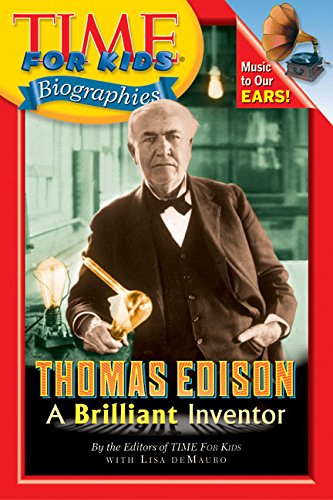 TIME
FOR KIDS®
Biographies
Music
to Our
EARS!
THOMAS EDISON
A Brilliant Inventor
By the Editors of TIME FOR KIDS
WITH LISA DEMAURO